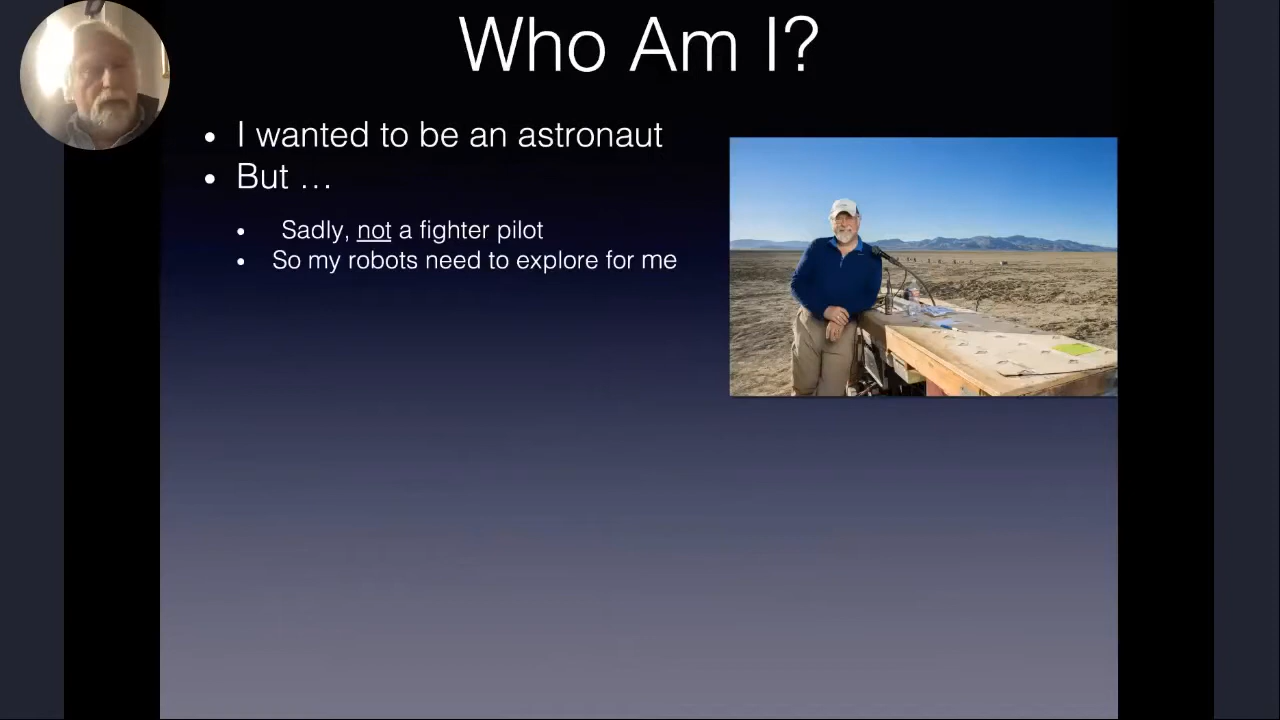 Who Am I?
• I wanted to be an astronaut
• But ...
• Sadly, not a fighter pilot
• So my robots need to explore for me